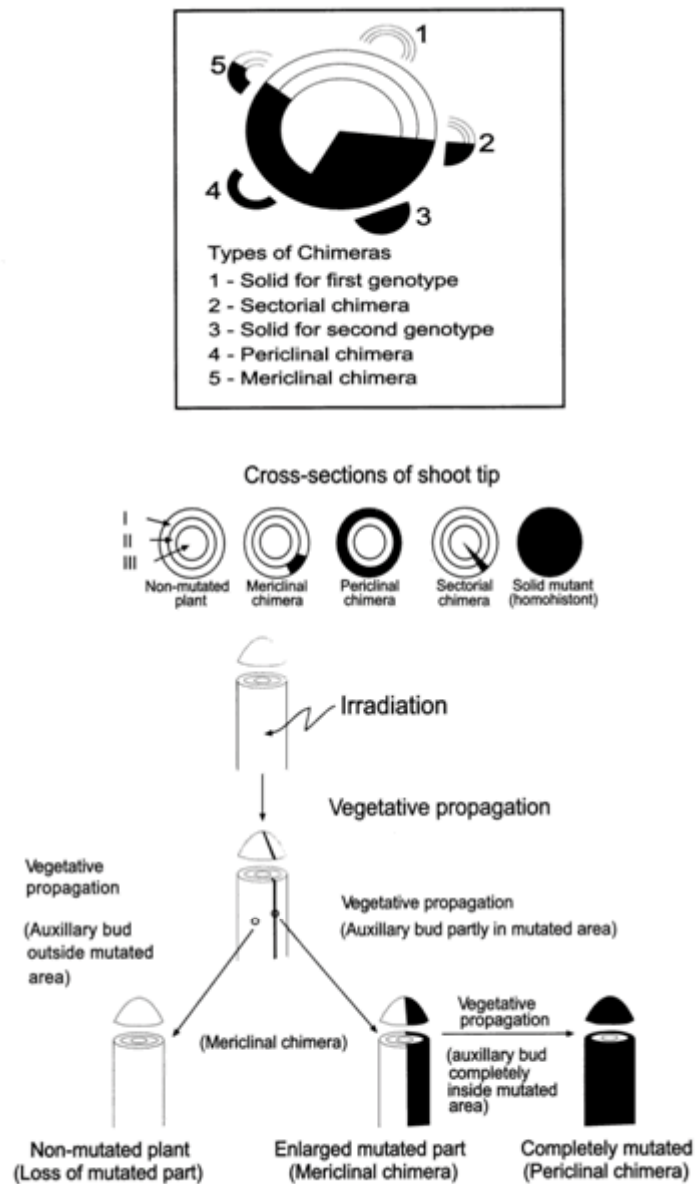 1
5
2
4
3
Types of Chimeras
1 - Solid for first genotype
2 - Sectorial chimera
3 - Solid for second genotype
4 - Periclinal chimera
5 - Mericlinal chimera
Cross-sections of shoot tip
I
II
III
Non-mutated
plant
Mericlinal
chimera
Periclinal
chimera
Sectorial
chimera
Solid mutant
(homohistont)
Irradiation
Vegetative propagation
Vegetative
propagation
(Auxillary bud
outside mutated
area)
Vegetative propagation
(Auxillary bud partly in mutated area)
(Mericlinal chimera)
Vegetative
propagation
(auxillary bud
completely
inside mutated
area)
Non-mutated plant
(Loss of mutated part)
Enlarged mutated part
(Mericlinal chimera)
Completely mutated
(Periclinal chimera)